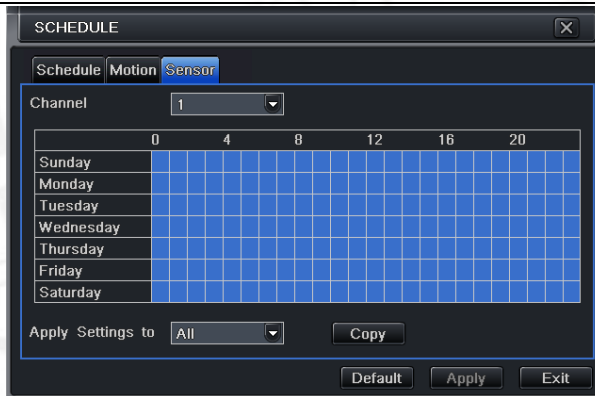 SCHEDULE
Schedule Motion Sensor
Channel 1
0 4 8 12 16 20
Sunday
Monday
Tuesday
Wednesday
Thursday
Friday
Saturday
Apply Settings to All Copy
Default Apply Exit